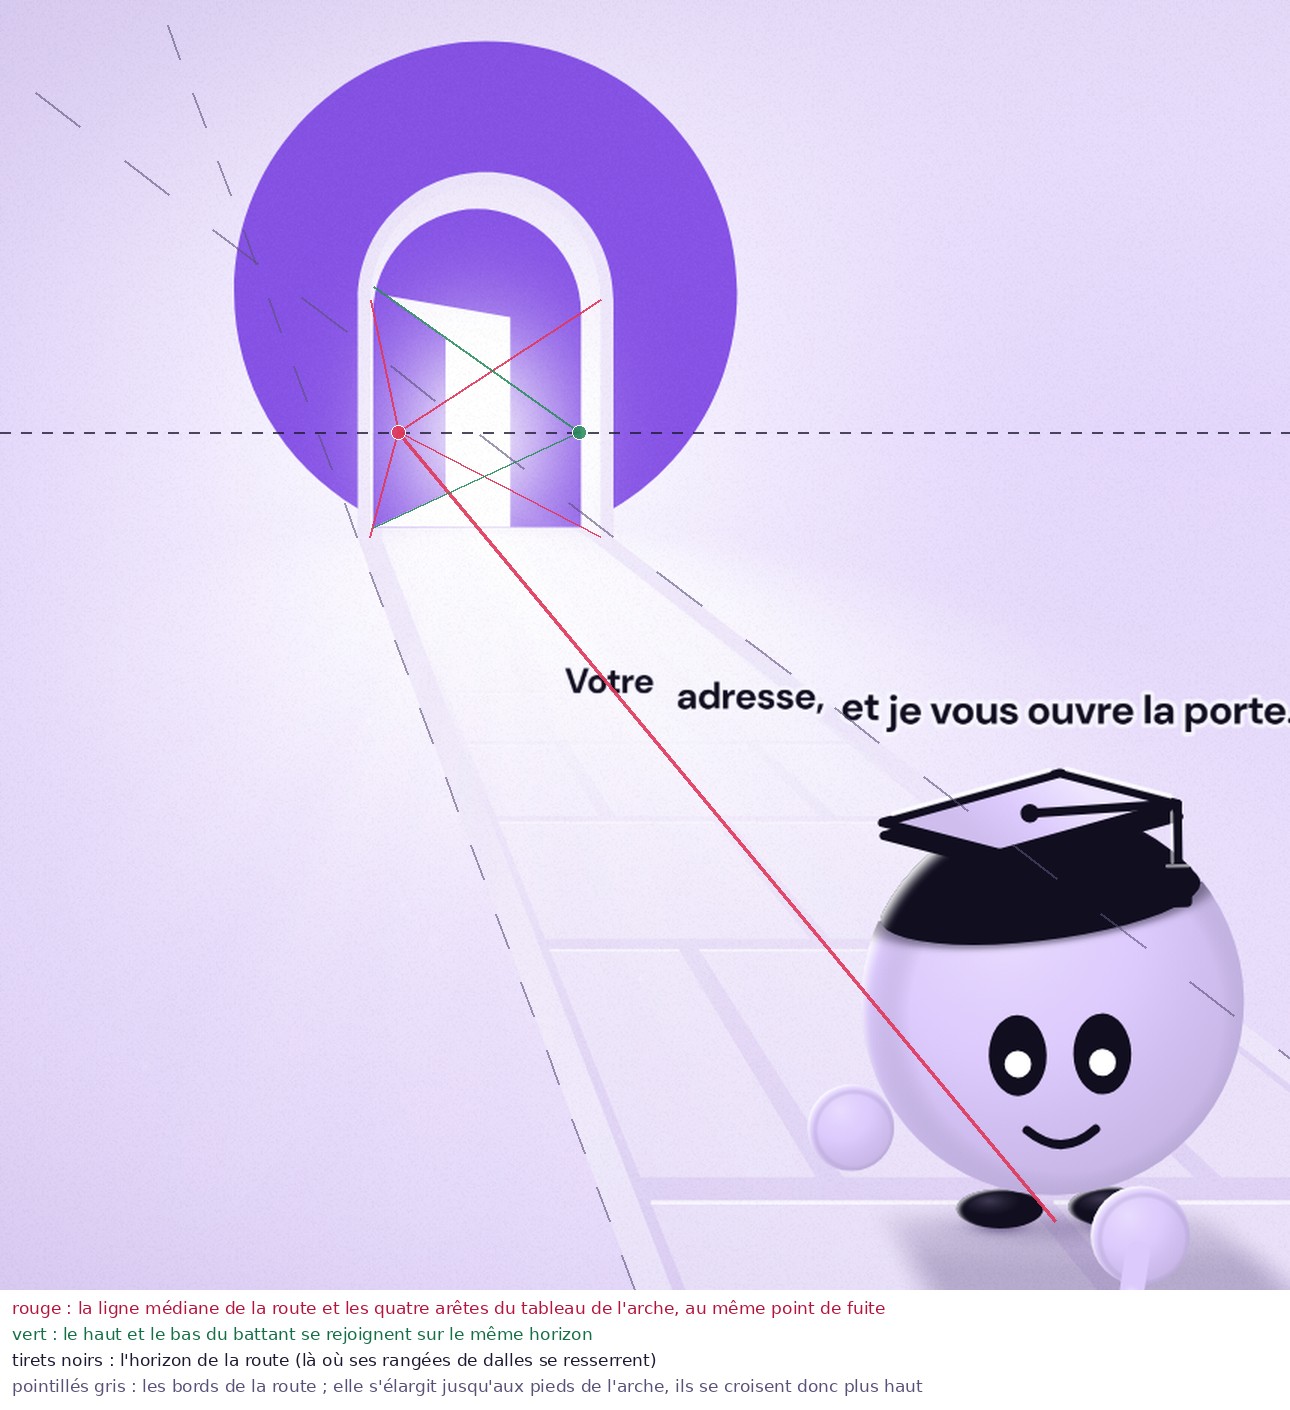 Votre adresse, et je vous ouvre la porte.
rouge : la ligne médiane de la route et les quatre arêtes du tableau de l'arche, au même point de fuite
vert : le haut et le bas du battant se rejoignent sur le même horizon
tirets noirs : l'horizon de la route (là où ses rangées de dalles se resserrent)
pointillés gris : les bords de la route ; elle s'élargit jusqu'aux pieds de l'arche, ils se croisent donc plus haut